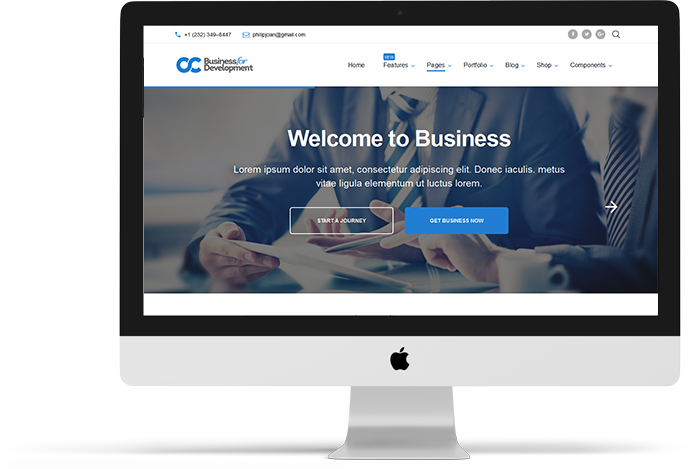 +1 (232) 349–8447 philipjoan@gmail.com
Business for
Development
NEW
Home Features Pages Portfolio Blog Shop Components
Welcome to Business
Lorem ipsum dolor sit amet, consectetur adipiscing elit. Donec iaculis. metus
vitae ligula elementum ut luctus lorem.
START A JOURNEY GET BUSINESS NOW